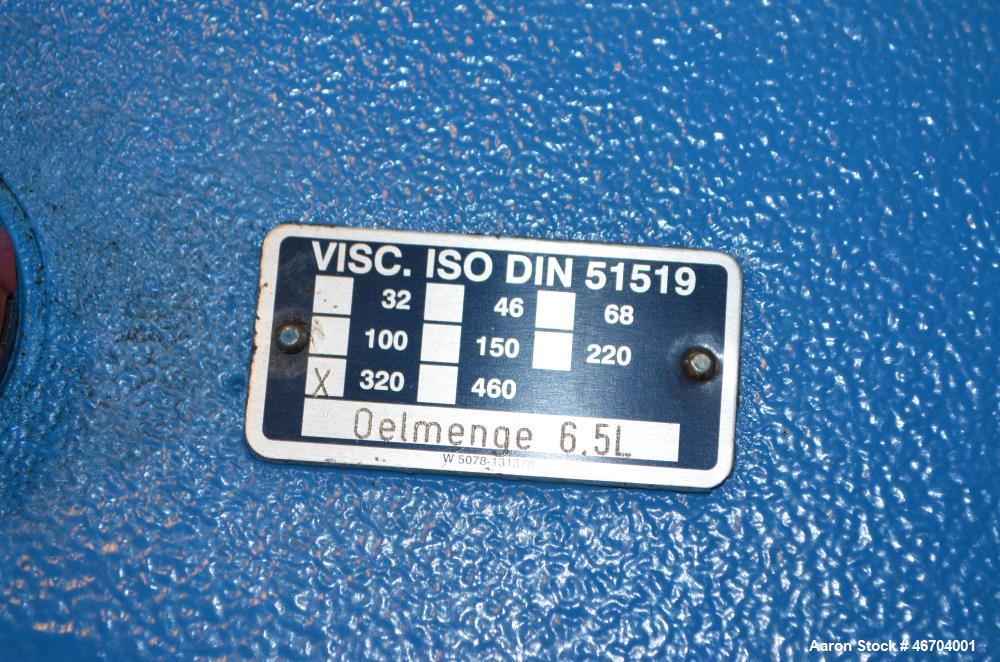 VISC. ISO DIN 51519
32 46 68
100 150 220
X 320 460
Oelmenge 6.5L
W 5078-131379
Aaron Stock # 46704001